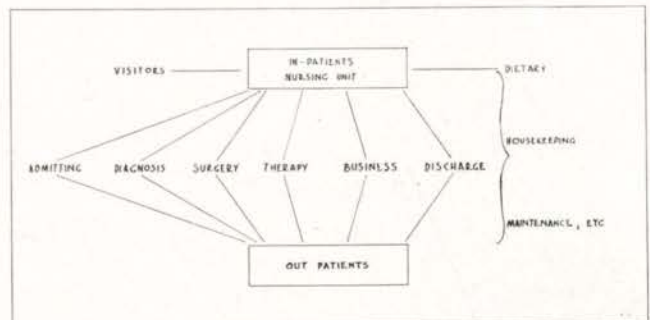 IN-PATIENTS
NURSING UNIT
VISITORS
DIETARY
HOUSEKEEPING
MAINTENANCE, ETC
ADMITTING
DIAGNOSIS
SURGERY
THERAPY
BUSINESS
DISCHARGE
OUT PATIENTS